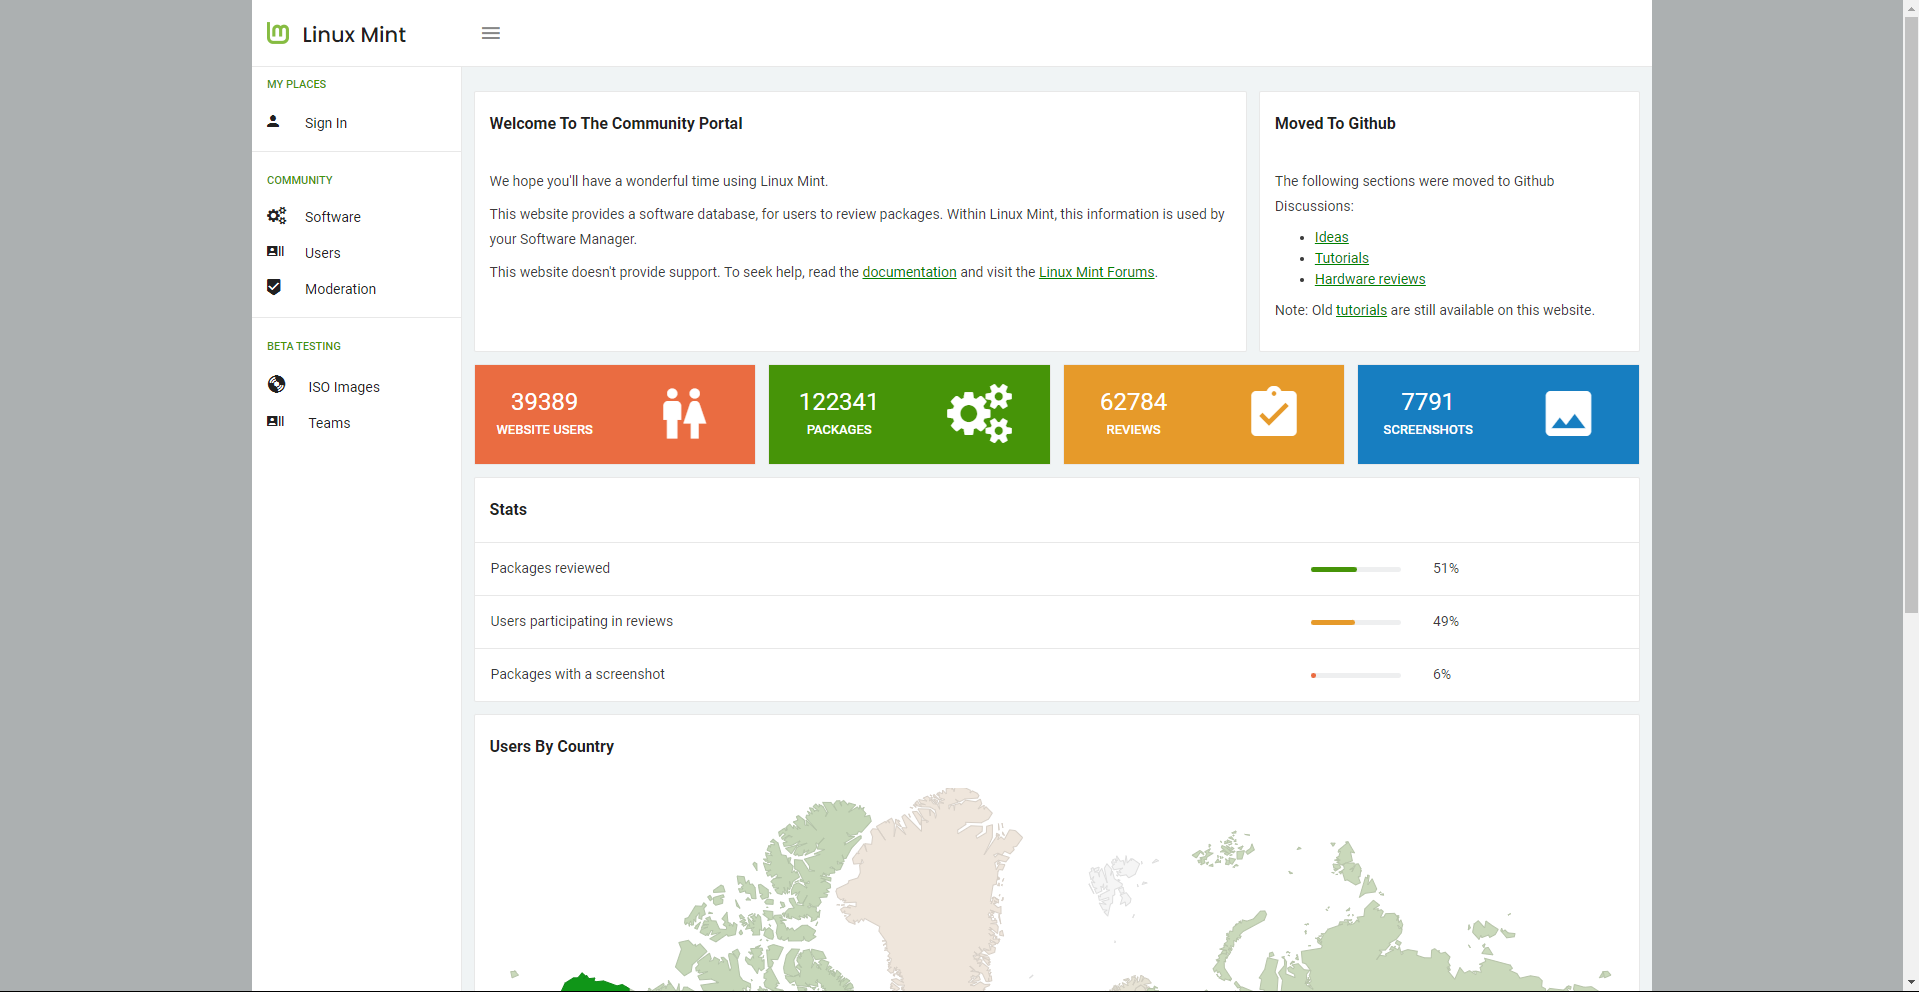 Linux Mint
MY PLACES
Sign In
COMMUNITY
Software
Users
Moderation
BETA TESTING
ISO Images
Teams
Welcome To The Community Portal
We hope you'll have a wonderful time using Linux Mint.
This website provides a software database, for users to review packages. Within Linux Mint, this information is used by
your Software Manager.
This website doesn't provide support. To seek help, read the documentation and visit the Linux Mint Forums.
Moved To Github
The following sections were moved to Github
Discussions:
Ideas
Tutorials
Hardware reviews
Note: Old tutorials are still available on this website.
39389
WEBSITE USERS
122341
PACKAGES
62784
REVIEWS
7791
SCREENSHOTS
Stats
Packages reviewed 51%
Users participating in reviews 49%
Packages with a screenshot 6%
Users By Country